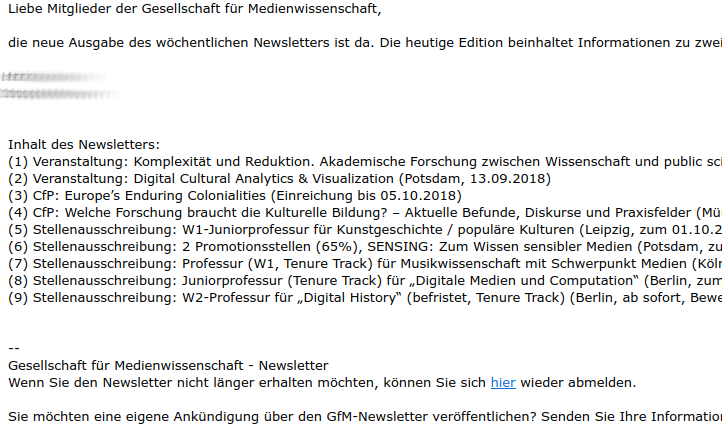 Liebe Mitglieder der Gesellschaft für Medienwissenschaft,
die neue Ausgabe des wöchentlichen Newsletters ist da. Die heutige Edition beinhaltet Informationen zu zwei
Inhalt des Newsletters:
(1) Veranstaltung: Komplexität und Reduktion. Akademische Forschung zwischen Wissenschaft und public sci
(2) Veranstaltung: Digital Cultural Analytics & Visualization (Potsdam, 13.09.2018)
(3) CfP: Europe’s Enduring Colonialities (Einreichung bis 05.10.2018)
(4) CfP: Welche Forschung braucht die Kulturelle Bildung? – Aktuelle Befunde, Diskurse und Praxisfelder (Mün
(5) Stellenausschreibung: W1-Juniorprofessur für Kunstgeschichte / populäre Kulturen (Leipzig, zum 01.10.2
(6) Stellenausschreibung: 2 Promotionsstellen (65%), SENSING: Zum Wissen sensibler Medien (Potsdam, zu
(7) Stellenausschreibung: Professur (W1, Tenure Track) für Musikwissenschaft mit Schwerpunkt Medien (Köln
(8) Stellenausschreibung: Juniorprofessur (Tenure Track) für „Digitale Medien und Computation“ (Berlin, zum
(9) Stellenausschreibung: W2-Professur für „Digital History“ (befristet, Tenure Track) (Berlin, ab sofort, Bewe
--
Gesellschaft für Medienwissenschaft - Newsletter
Wenn Sie den Newsletter nicht länger erhalten möchten, können Sie sich hier wieder abmelden.
Sie möchten eine eigene Ankündigung über den GfM-Newsletter veröffentlichen? Senden Sie Ihre Information